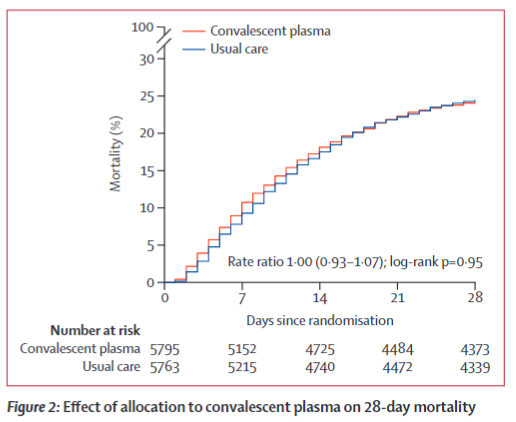 100
30
25
20
15
10
5
0
Mortality (%)
Convalescent plasma
Usual care
Rate ratio 1·00 (0·93–1·07); log-rank p=0·95
0 7 14 21 28
Days since randomisation
Number at risk
Convalescent plasma 5795 5152 4725 4484 4373
Usual care 5763 5215 4740 4472 4339
Figure 2: Effect of allocation to convalescent plasma on 28-day mortality